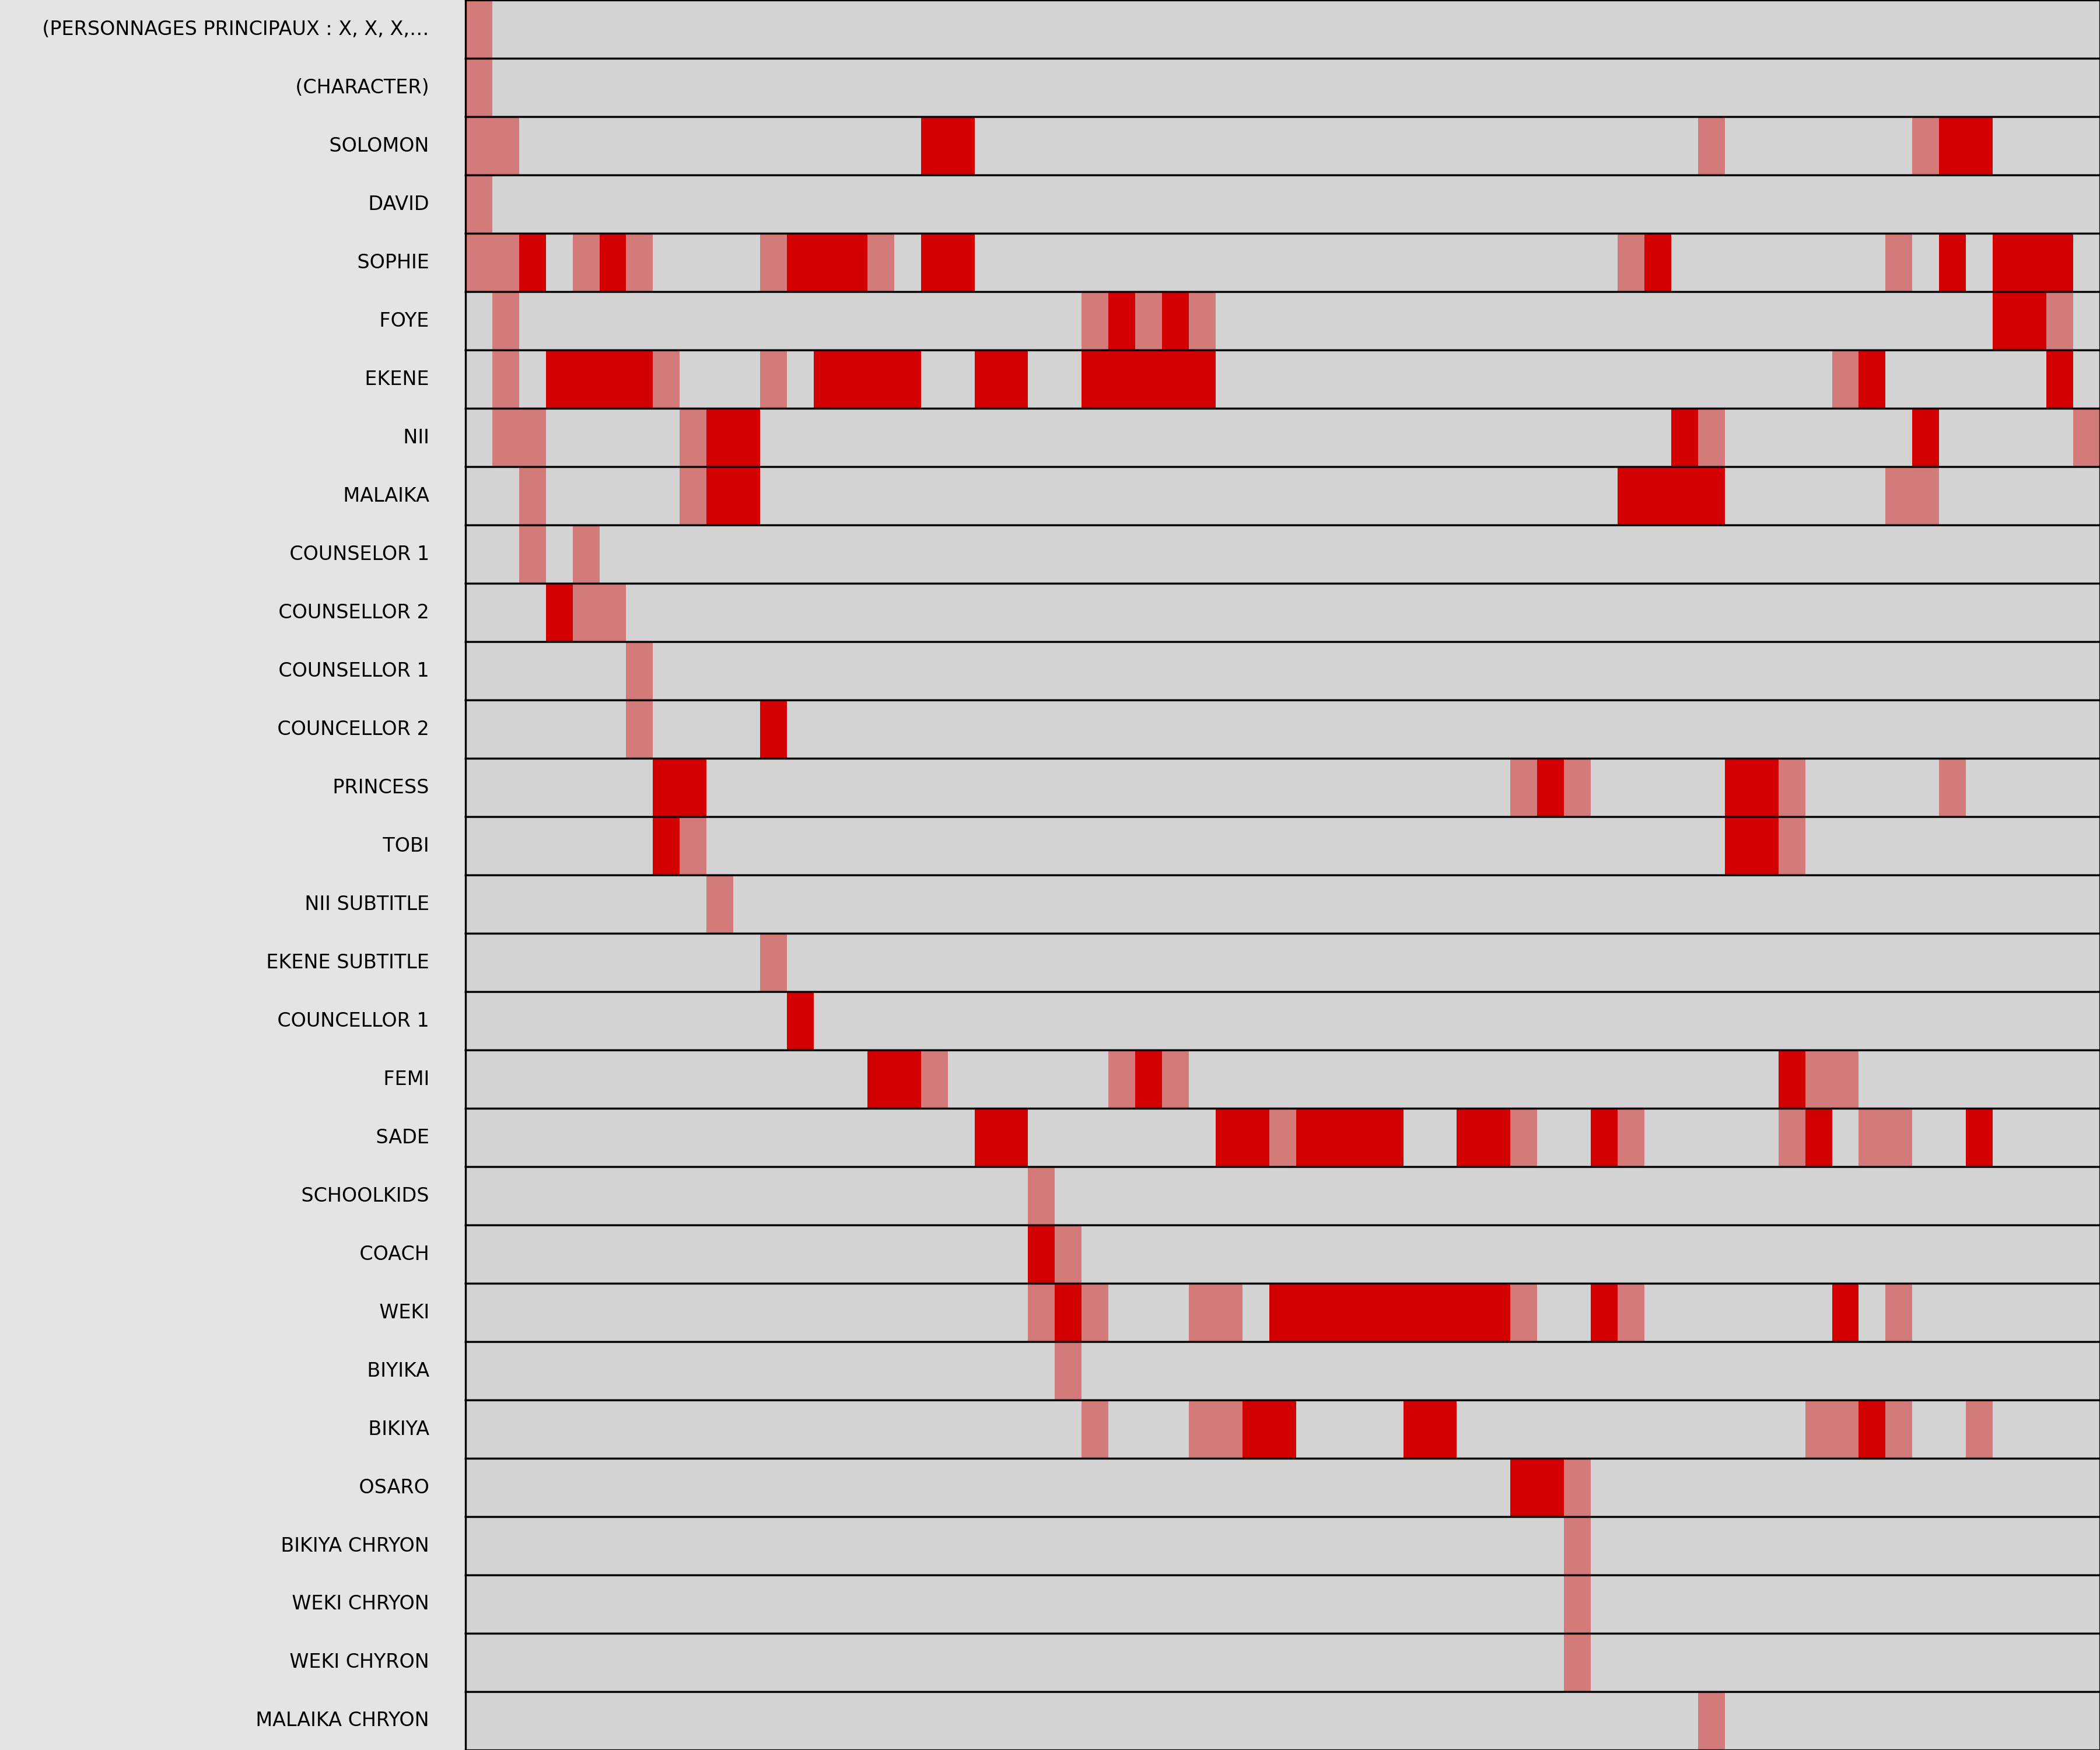 (PERSONNAGES PRINCIPAUX : X, X, X,...
(CHARACTER)
SOLOMON
DAVID
SOPHIE
FOYE
EKENE
NII
MALAIKA
COUNSELOR 1
COUNSELLOR 2
COUNSELLOR 1
COUNCELLOR 2
PRINCESS
TOBI
NII SUBTITLE
EKENE SUBTITLE
COUNCELLOR 1
FEMI
SADE
SCHOOLKIDS
COACH
WEKI
BIYIKA
BIKIYA
OSARO
BIKIYA CHRYON
WEKI CHRYON
WEKI CHYRON
MALAIKA CHRYON